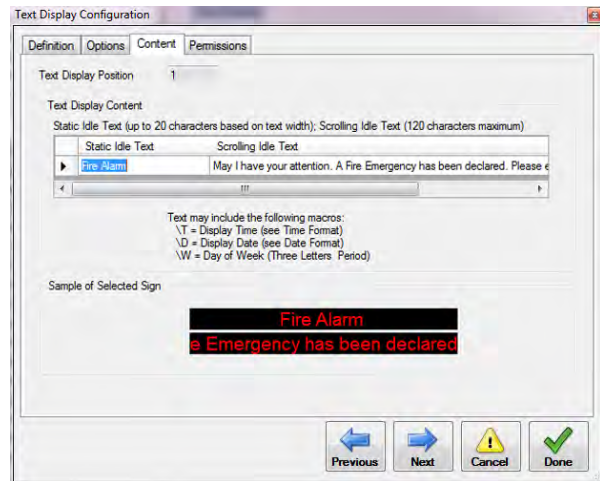 Text Display Configuration
Definition Options Content Permissions
Text Display Position 1
Text Display Content
Static Idle Text (up to 20 characters based on text width); Scrolling Idle Text (120 characters maximum)
Static Idle Text Scrolling Idle Text
Fire Alarm May I have your attention. A Fire Emergency has been declared. Please e
Text may include the following macros:
\T = Display Time (see Time Format)
\D = Display Date (see Date Format)
\W = Day of Week (Three Letters Period)
Sample of Selected Sign
Fire Alarm
e Emergency has been declared
Previous Next Cancel Done